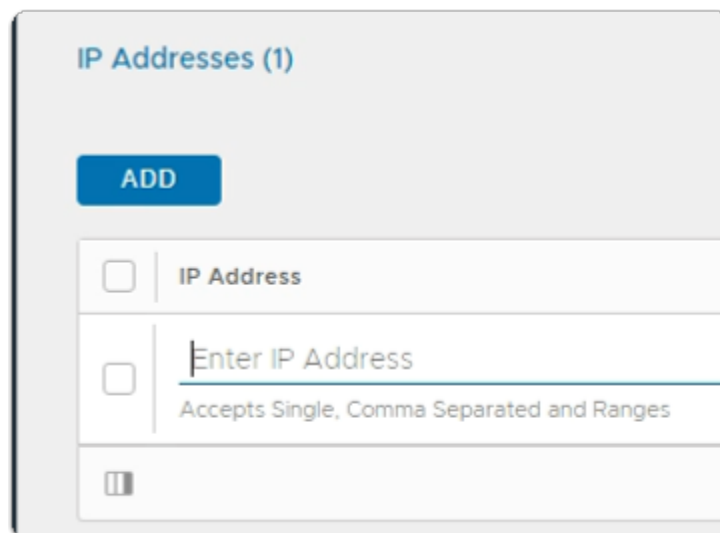 IP Addresses (1)
ADD
IP Address
Enter IP Address
Accepts Single, Comma Separated and Ranges